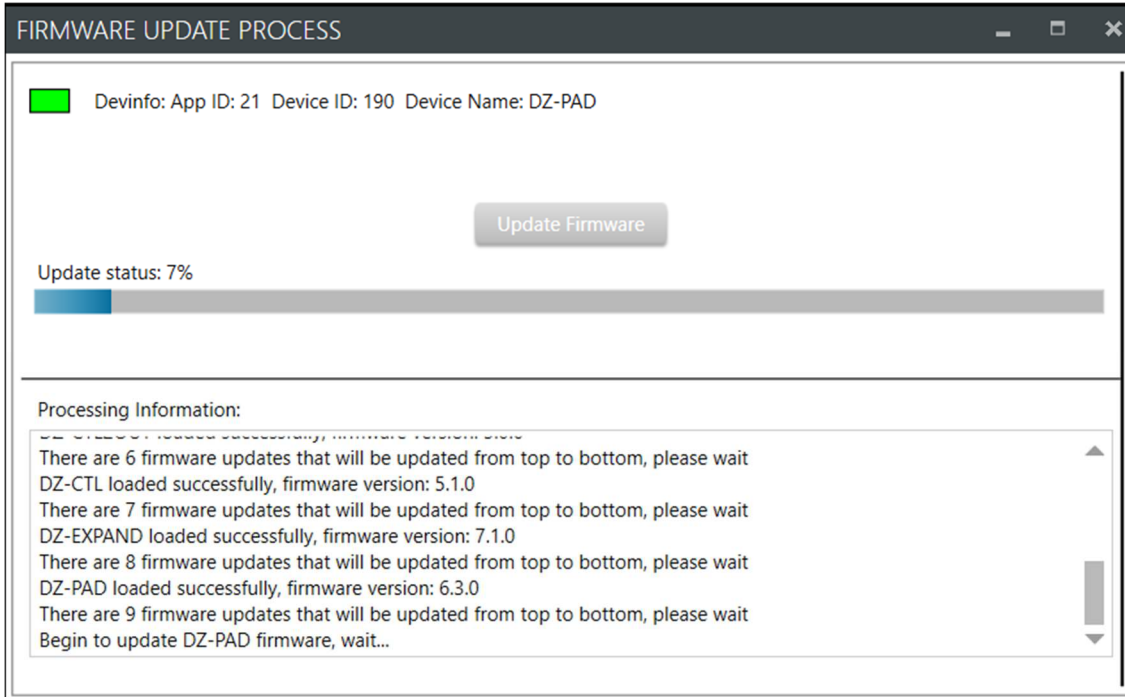 FIRMWARE UPDATE PROCESS
Devinfo: App ID: 21 Device ID: 190 Device Name: DZ-PAD
Update Firmware
Update status: 7%
Processing Information:
loaded successfully, firmware version:
There are 6 firmware updates that will be updated from top to bottom, please wait
DZ-CTL loaded successfully, firmware version: 5.1.0
There are 7 firmware updates that will be updated from top to bottom, please wait
DZ-EXPAND loaded successfully, firmware version: 7.1.0
There are 8 firmware updates that will be updated from top to bottom, please wait
DZ-PAD loaded successfully, firmware version: 6.3.0
There are 9 firmware updates that will be updated from top to bottom, please wait
Begin to update DZ-PAD firmware, wait...